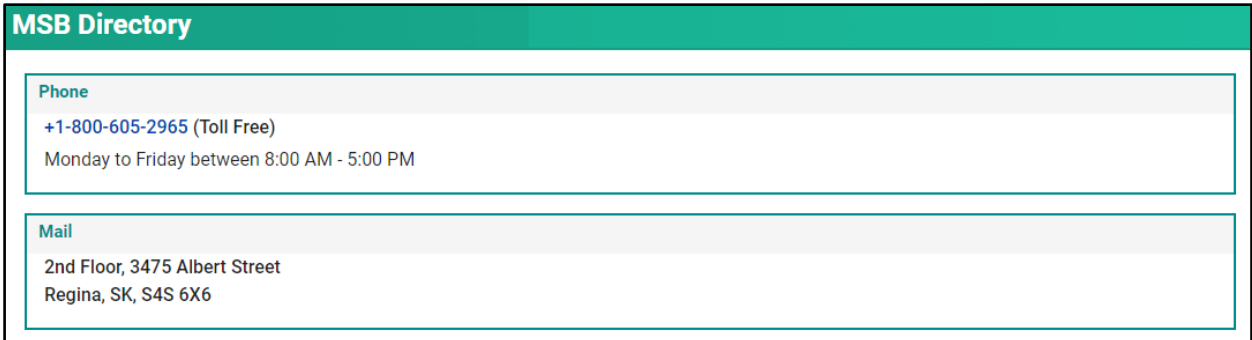 MSB Directory
Phone
+1-800-605-2965 (Toll Free)
Monday to Friday between 8:00 AM - 5:00 PM
Mail
2nd Floor, 3475 Albert Street
Regina, SK, S4S 6X6